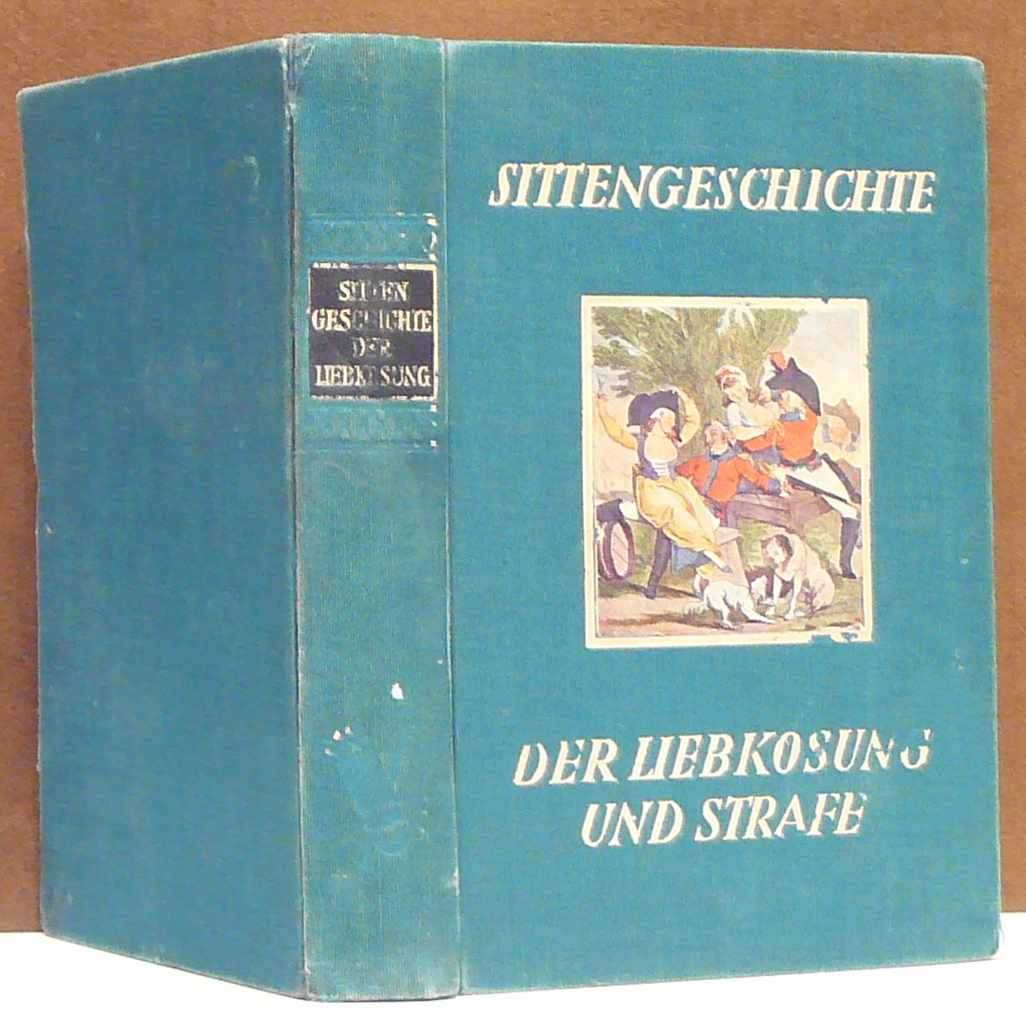 SITTEN
GESCHICHTE
DER
LIEBKOSUNG
SITTENGESCHICHTE
DER LIEBKOSUNG
UND STRAFE